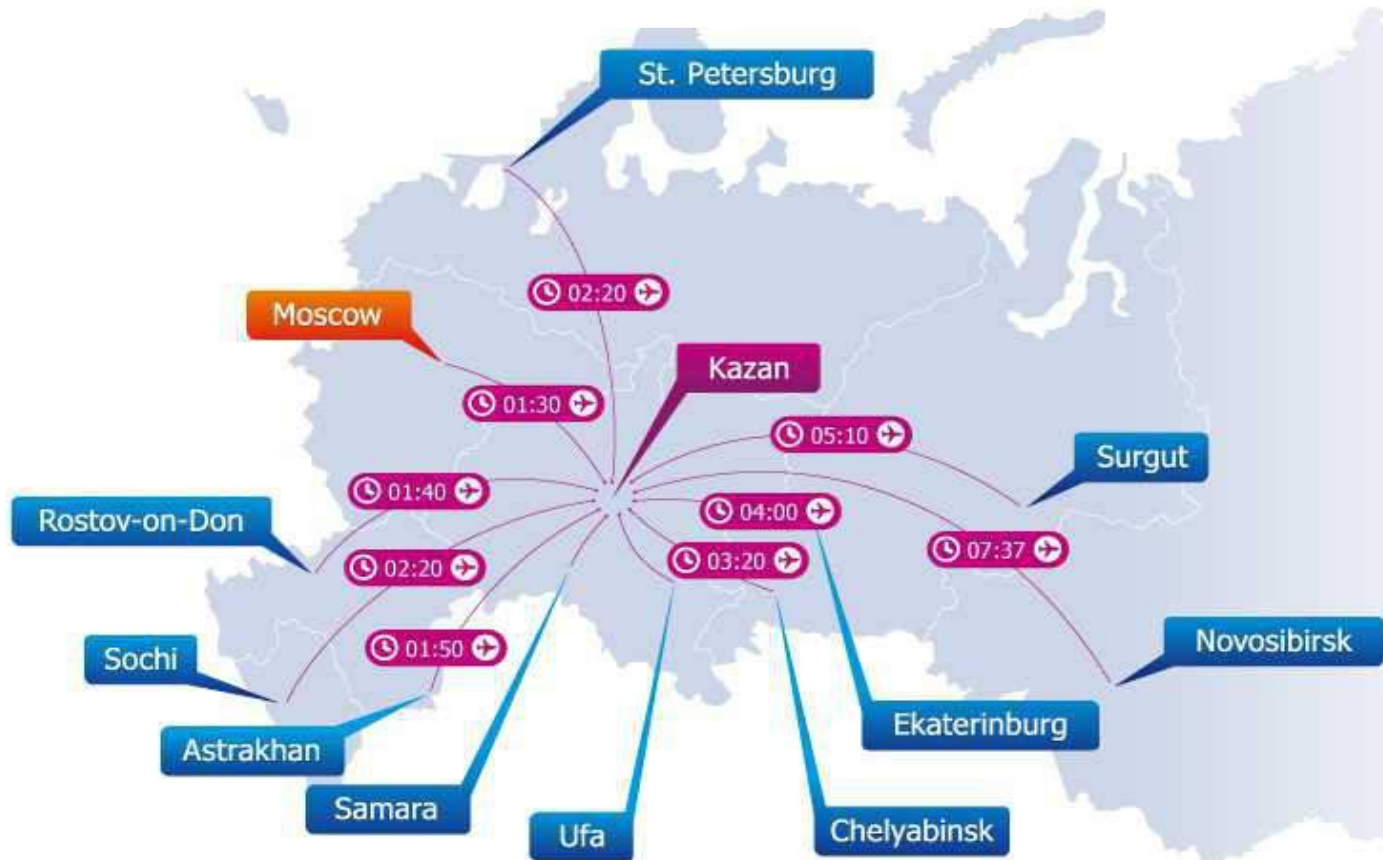 St. Petersburg
02:20
Moscow
Kazan
01:30
05:10
Surgut
01:40
Rostov-on-Don
04:00
07:37
02:20
03:20
Sochi
01:50
Novosibirsk
Astrakhan
Ekaterinburg
Samara
Ufa
Chelyabinsk